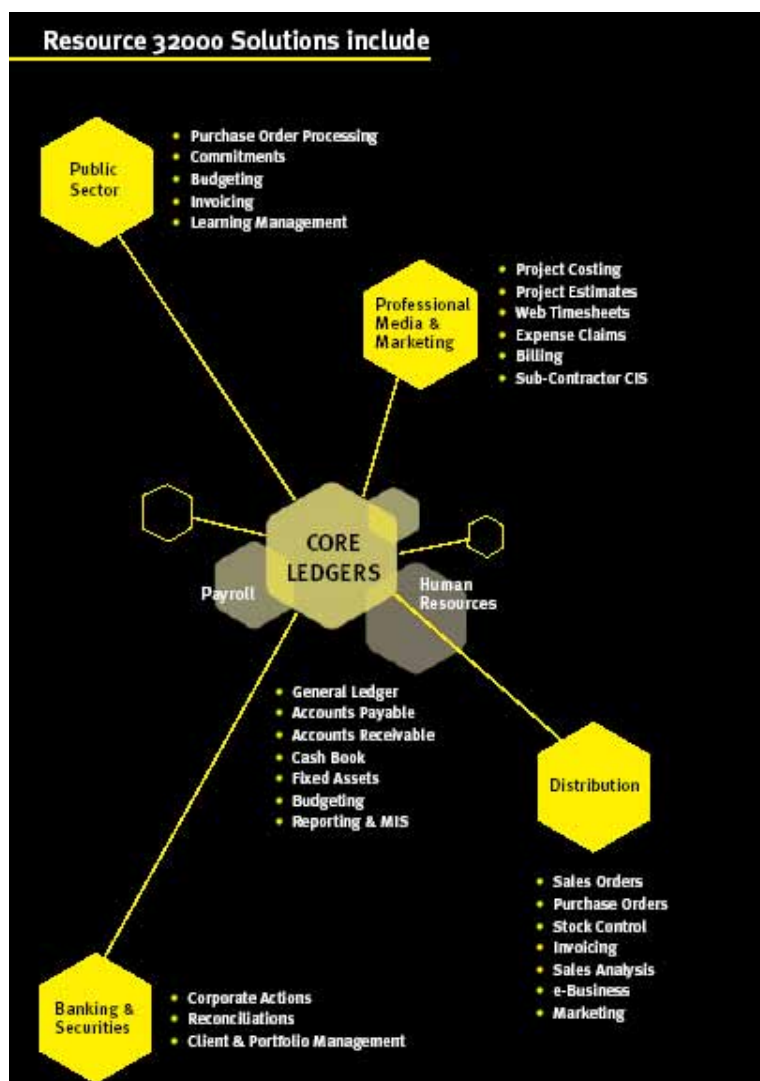 Resource 32000 Solutions include
Public
Sector
• Purchase Order Processing
• Commitments
• Budgeting
• Invoicing
• Learning Management
Professional
Media &
Marketing
• Project Costing
• Project Estimates
• Web Timesheets
• Expense Claims
• Billing
• Sub-Contractor CIS
CORE
LEDGERS
Payroll
Human
Resources
• General Ledger
• Accounts Payable
• Accounts Receivable
• Cash Book
• Fixed Assets
• Budgeting
• Reporting & MIS
Distribution
• Sales Orders
• Purchase Orders
• Stock Control
• Invoicing
• Sales Analysis
• e-Business
• Marketing
Banking &
Securities
• Corporate Actions
• Reconciliations
• Client & Portfolio Management